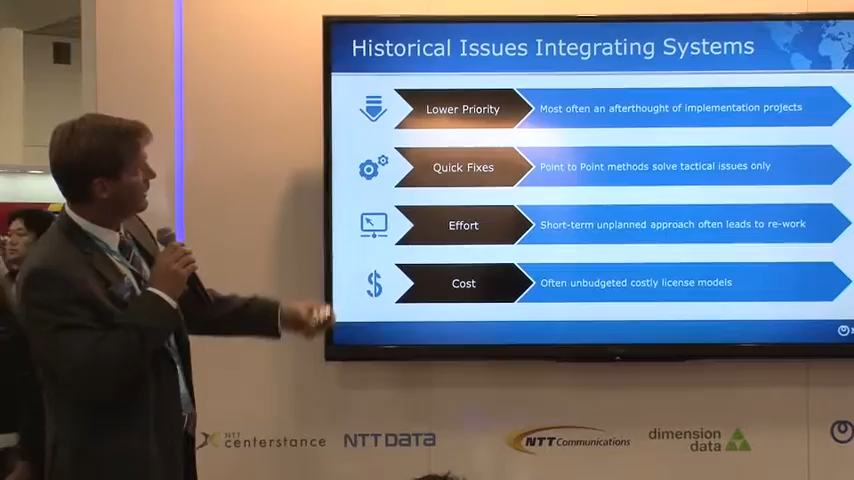 Historical Issues Integrating Systems
Lower Priority
Most often an afterthought of implementation projects
Quick Fixes
Point to Point methods solve tactical issues only
Effort
Short-term unplanned approach often leads to re-work
Cost
$
Often unbudgeted costly license models
NTT
centerstance
NTT DATA
NTT Communications
dimension
data